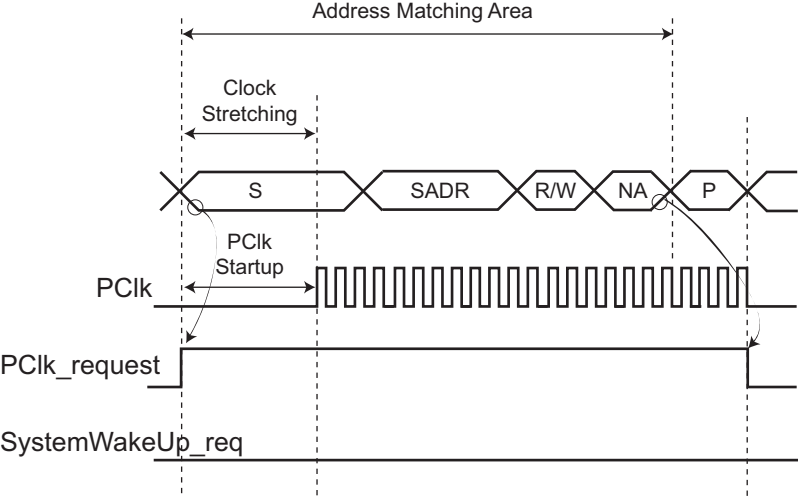 Address Matching Area
Clock
Stretching
S SADR R/W NA P
PClk
Startup
PClk
PClk_request
SystemWakeUp_req